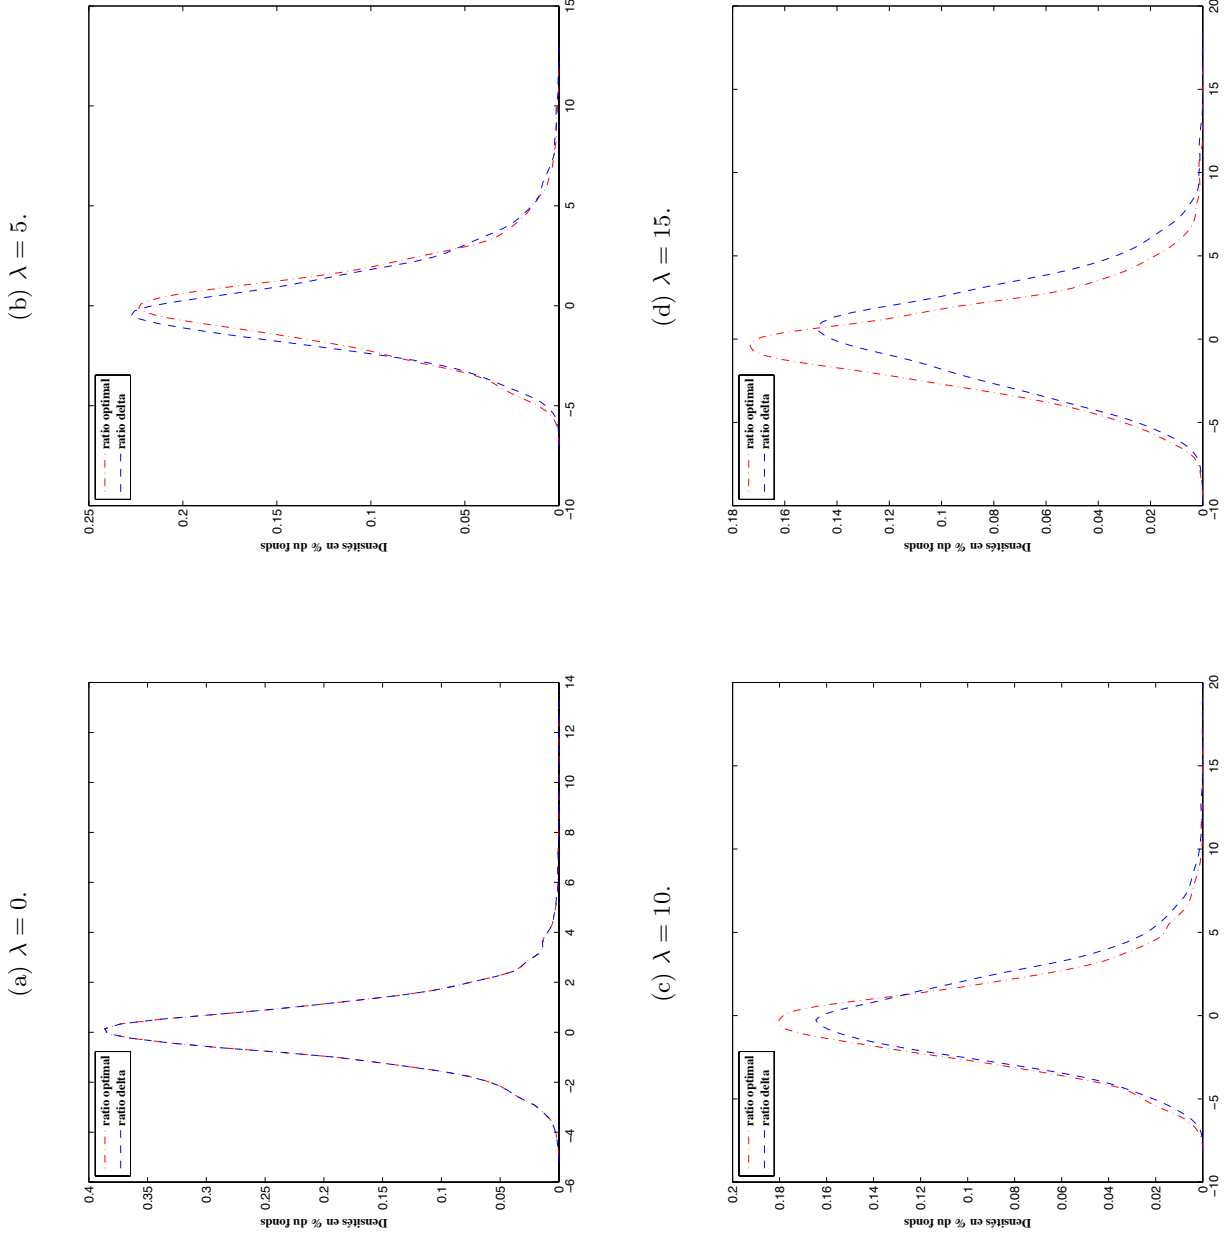 (a) λ = 0.
0.4
0.35
0.3
0.25
0.2
0.15
0.1
0.05
0
Densités en % du fonds
ratio optimal
ratio delta
−6 −4 −2 0 2 4 6 8 10 12 14
(b) λ = 5.
0.25
0.2
0.15
0.1
0.05
0
Densités en % du fonds
ratio optimal
ratio delta
−10 −5 0 5 10 15
(c) λ = 10.
0.2
0.18
0.16
0.14
0.12
0.1
0.08
0.06
0.04
0.02
0
Densités en % du fonds
ratio optimal
ratio delta
−10 −5 0 5 10 15 20
(d) λ = 15.
0.18
0.16
0.14
0.12
0.1
0.08
0.06
0.04
0.02
0
Densités en % du fonds
ratio optimal
ratio delta
−10 −5 0 5 10 15 20